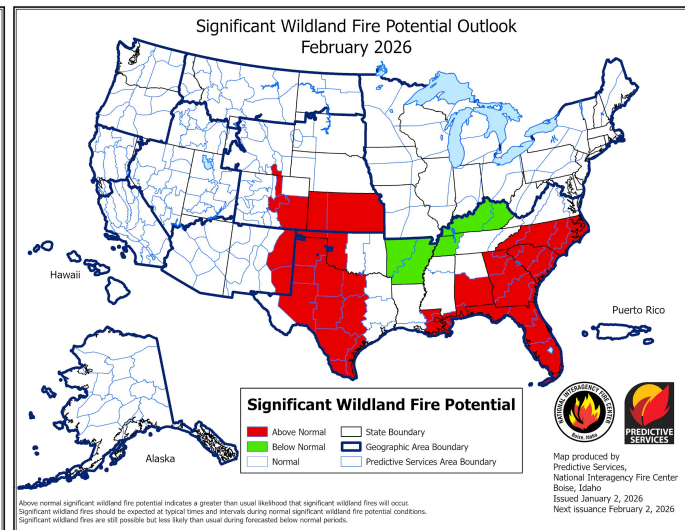 Significant Wildland Fire Potential Outlook
February 2026
Hawaii
Puerto Rico
Alaska
Significant Wildland Fire Potential
Above Normal
State Boundary
Below Normal
Geographic Area Boundary
Normal
Predictive Services Area Boundary
NATIONAL INTERAGENCY FIRE CENTER
Boise, Idaho
PREDICTIVE
SERVICES
Map produced by
Predictive Services,
National Interagency Fire Center
Boise, Idaho
Issued January 2, 2026
Next issuance February 2, 2026
Above normal significant wildland fire potential indicates a greater than usual likelihood that significant wildland fires will occur.
Significant wildland fires should be expected at typical times and intervals during normal significant wildland fire potential conditions.
Significant wildland fires are still possible but less likely than usual during forecasted below normal periods.